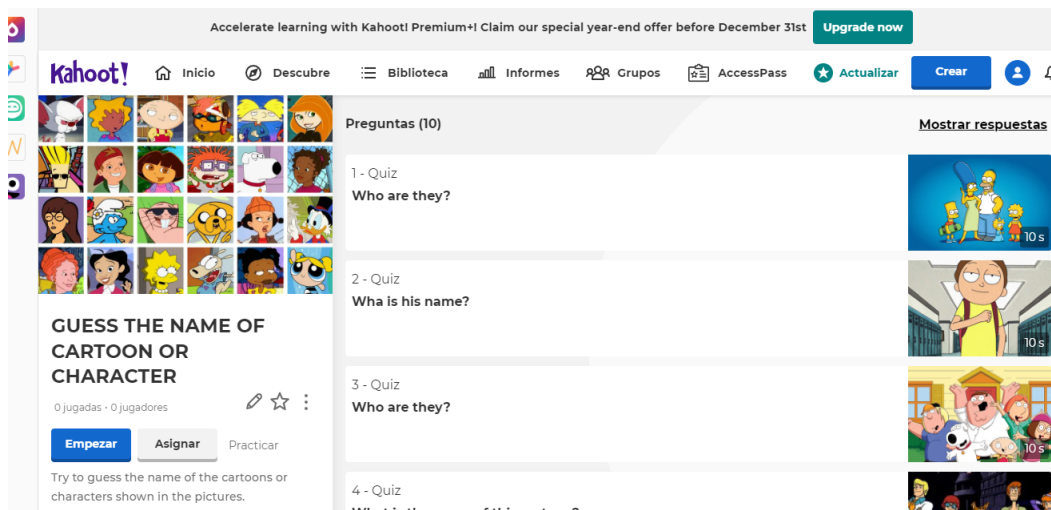 Accelerate learning with Kahoot! Premium+! Claim our special year-end offer before December 31st Upgrade now
Kahoot! Inicio Descubre Biblioteca Informes Grupos AccessPass Actualizar Crear
Preguntas (10) Mostrar respuestas
1 - Quiz
Who are they?
10 s
2 - Quiz
Wha is his name?
10 s
3 - Quiz
Who are they?
10 s
4 - Quiz
GUESS THE NAME OF
CARTOON OR
CHARACTER
0 jugadas · 0 jugadores
Empezar Asignar Practicar
Try to guess the name of the cartoons or
characters shown in the pictures.